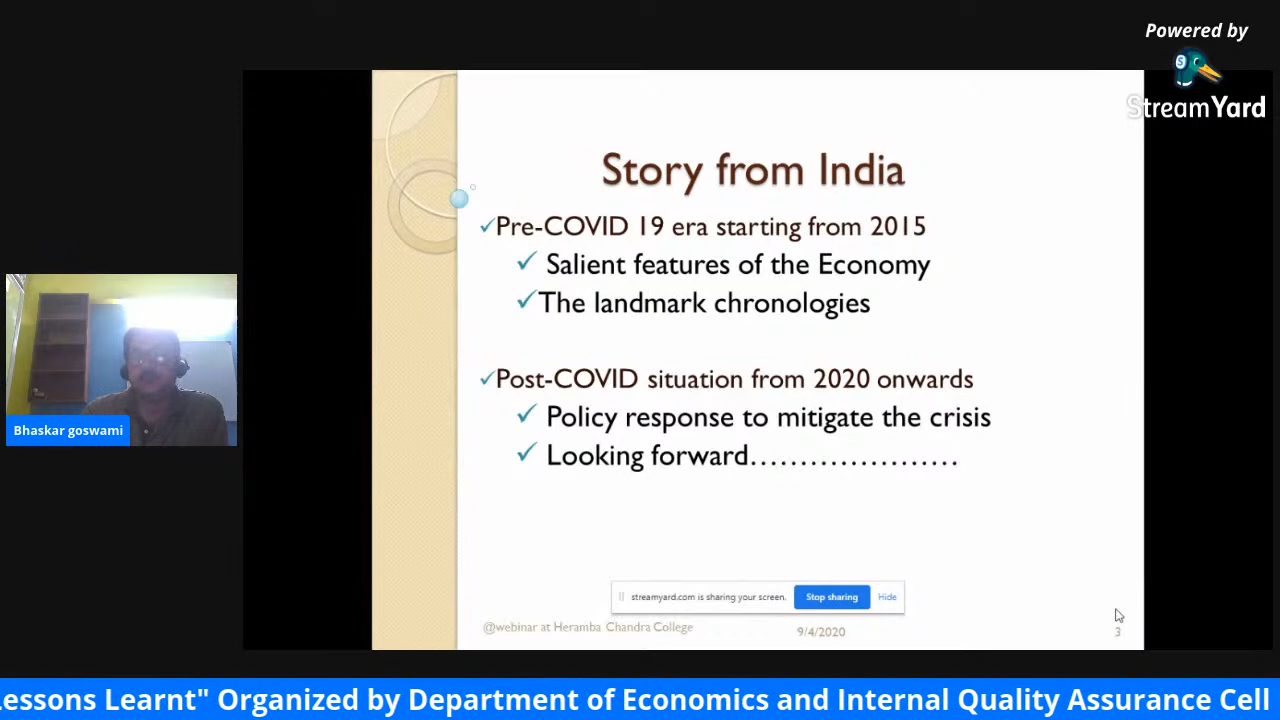 Powered by
StreamYard
Story from India
Pre-COVID 19 era starting from 2015
Salient features of the Economy
The landmark chronologies
Post-COVID situation from 2020 onwards
Policy response to mitigate the crisis
Looking forward.....................
Bhaskar goswami
streamyard.com is sharing your screen. Stop sharing Hide
@webinar at Heramba Chandra College 9/4/2020 3
essons Learnt" Organized by Department of Economics and Internal Quality Assurance Cell